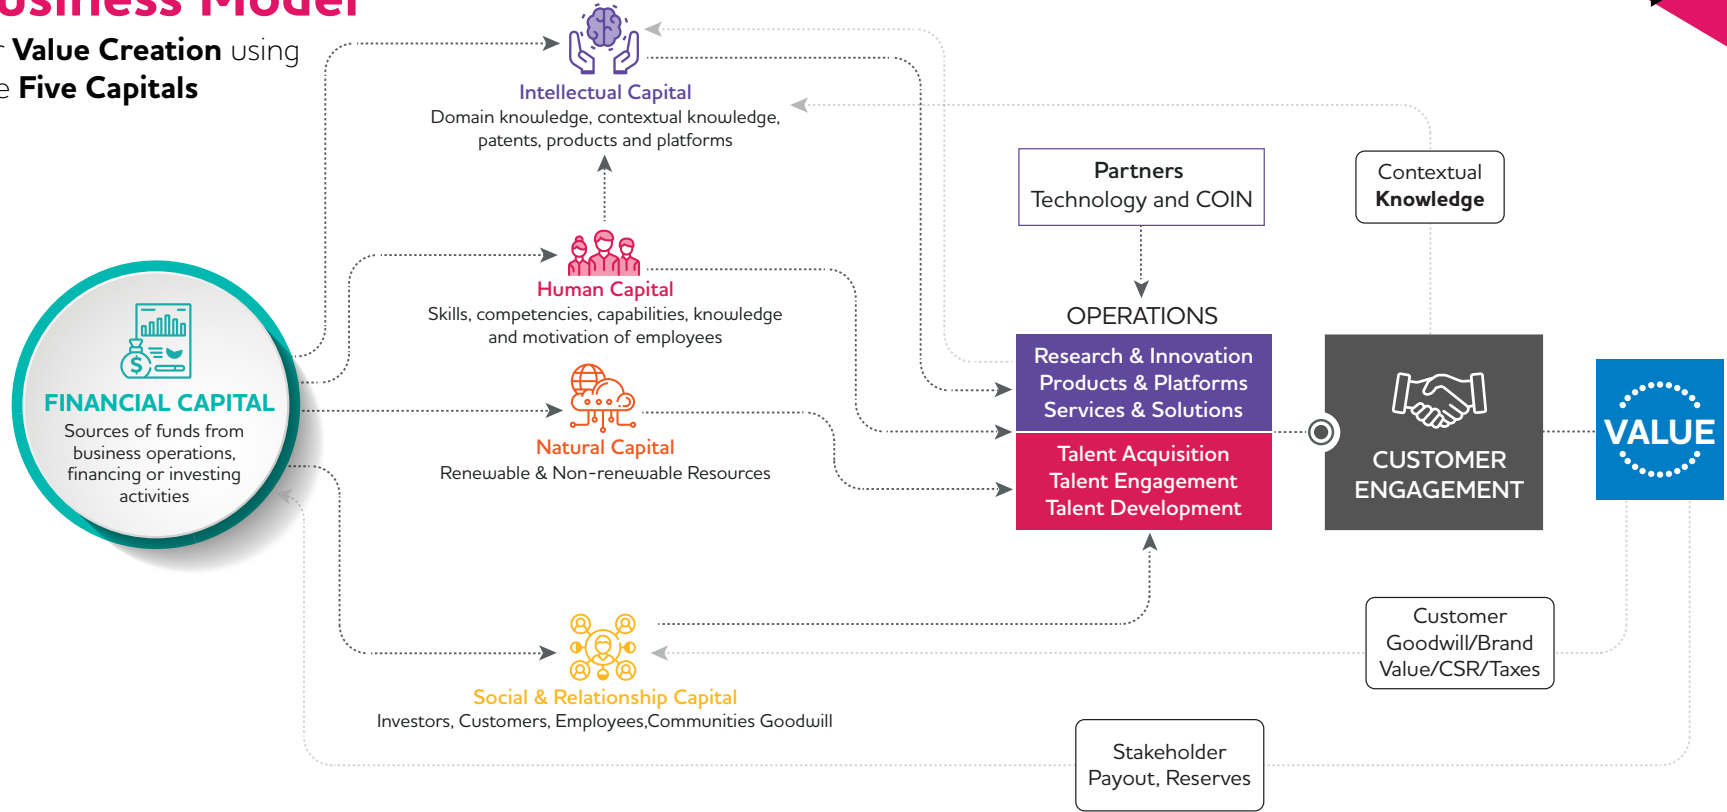 usiness Model
r Value Creation using
e Five Capitals
Intellectual Capital
Domain knowledge, contextual knowledge,
patents, products and platforms
Human Capital
Skills, competencies, capabilities, knowledge
and motivation of employees
Natural Capital
Renewable & Non-renewable Resources
Social & Relationship Capital
Investors, Customers, Employees,Communities Goodwill
$
FINANCIAL CAPITAL
Sources of funds from
business operations,
financing or investing
activities
Partners
Technology and COIN
OPERATIONS
Research & Innovation
Products & Platforms
Services & Solutions
Talent Acquisition
Talent Engagement
Talent Development
Contextual
Knowledge
CUSTOMER
ENGAGEMENT
VALUE
Customer
Goodwill/Brand
Value/CSR/Taxes
Stakeholder
Payout, Reserves